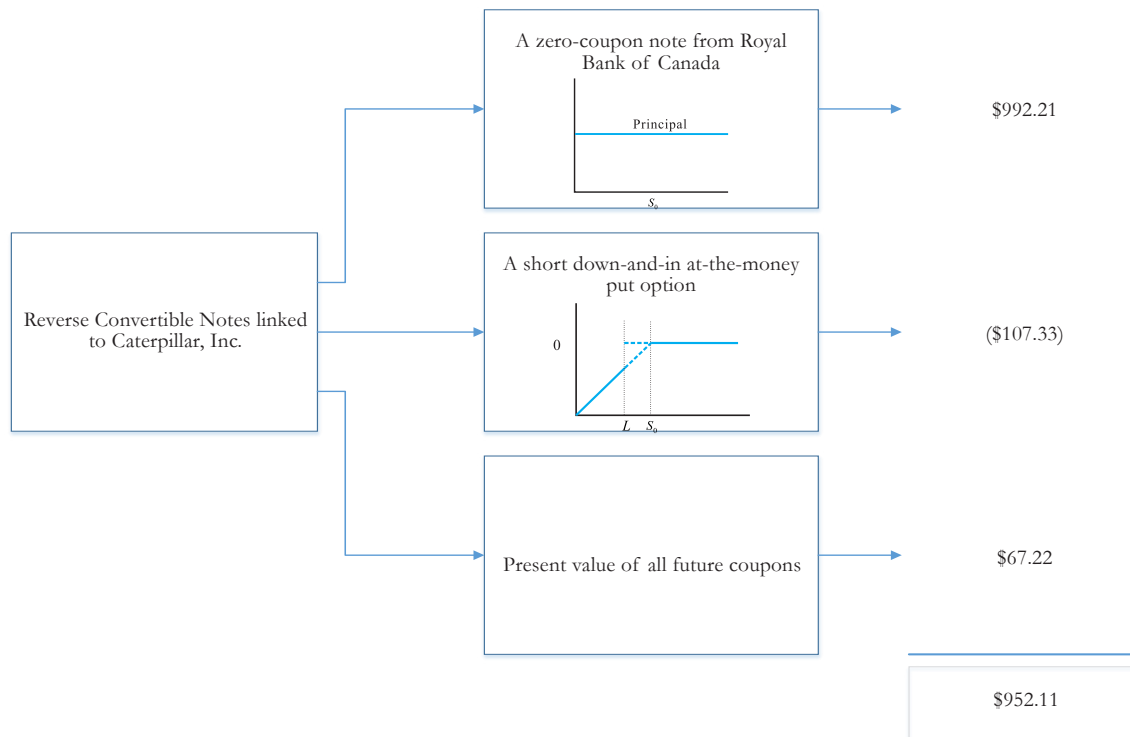 A zero-coupon note from Royal
Bank of Canada
Principal
S₀
$992.21
Reverse Convertible Notes linked
to Caterpillar, Inc.
A short down-and-in at-the-money
put option
0
L S₀
($107.33)
Present value of all future coupons
$67.22
$952.11